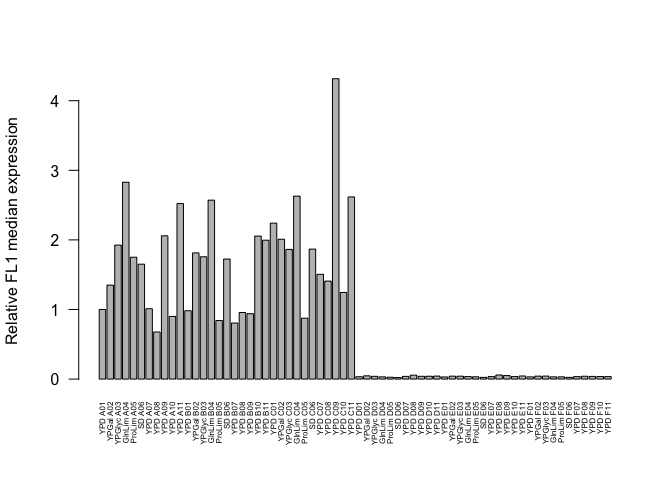 Relative FL1 median expression
4
3
2
1
0
YPD A01
YPGal A02
YPGlyc A03
GlnLim A04
ProLim A05
SD A06
YPD A07
YPD A08
YPD A09
YPD A10
YPD A11
YPD B01
YPGal B02
YPGlyc B03
GlnLim B04
ProLim B05
SD B06
YPD B07
YPD B08
YPD B09
YPD B10
YPD B11
YPD C01
YPGal C02
YPGlyc C03
GlnLim C04
ProLim C05
SD C06
YPD C07
YPD C08
YPD C09
YPD C10
YPD C11
YPD D01
YPGal D02
YPGlyc D03
GlnLim D04
ProLim D05
SD D06
YPD D07
YPD D08
YPD D09
YPD D10
YPD D11
YPD E01
YPGal E02
YPGlyc E03
GlnLim E04
ProLim E05
SD E06
YPD E07
YPD E08
YPD E09
YPD E10
YPD E11
YPD F01
YPGal F02
YPGlyc F03
GlnLim F04
ProLim F05
SD F06
YPD F07
YPD F08
YPD F09
YPD F10
YPD F11